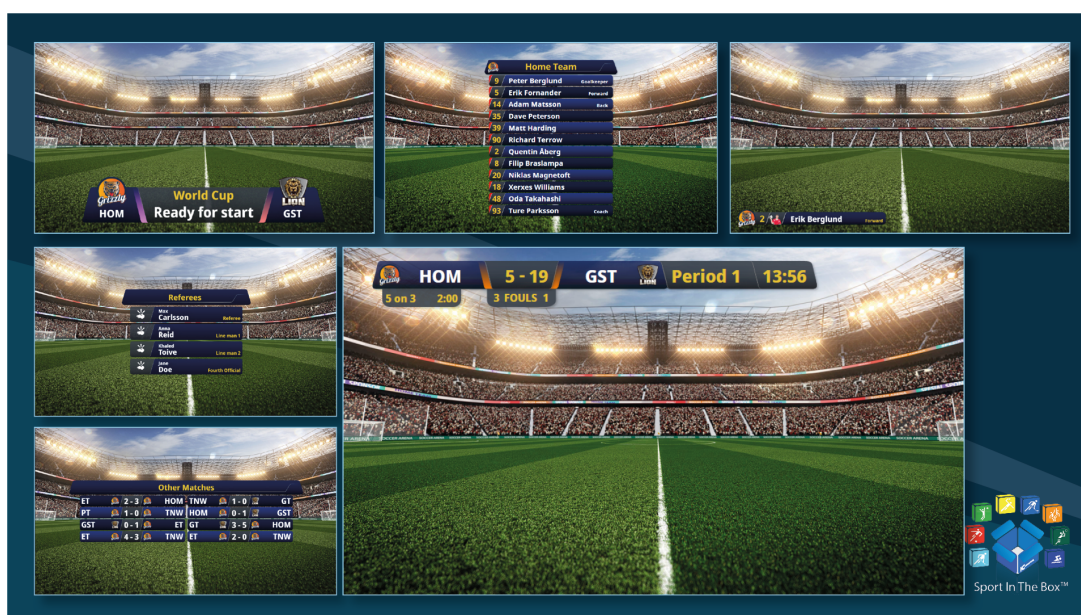 Grizzly
HOM
World Cup
Ready for start
LION
GST
Home Team
9 Peter Berglund Goalkeeper
5 Erik Fornander Forward
14 Adam Matsson Back
35 Dave Peterson
39 Matt Harding
90 Richard Terrow
2 Quentin Åberg
8 Filip Braslampa
20 Niklas Magnetoft
18 Xerxes Williams
48 Oda Takahashi
93 Ture Parksson Coach
2 Erik Berglund Forward
Referees
Max
Carlsson Referee
Anna
Reid Line man 1
Khaled
Toive Line man 2
Jane
Doe Fourth Official
Grizzly HOM 5 - 19 GST LION Period 1 13:56
5 on 3 2:00 3 FOULS 1
SOCCER ARENA
Other Matches
ET 2 - 3 HOM TNW 1 - 0 GT
PT 1 - 0 TNW HOM 0 - 1 GST
GST 0 - 1 ET GT 3 - 5 HOM
ET 4 - 3 TNW ET 2 - 0 TNW
Sport In The Box™